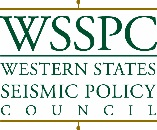 WSSPC
WESTERN STATES
SEISMIC POLICY
COUNCIL